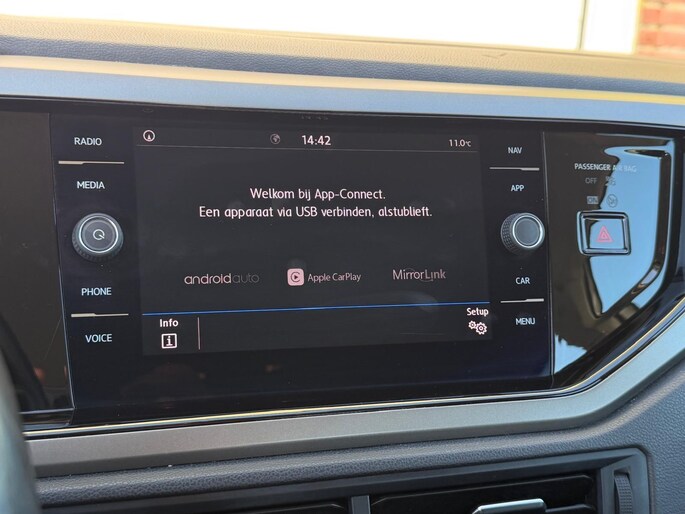 RADIO
MEDIA
PHONE
VOICE
14:42
11.0°C
Welkom bij App-Connect.
Een apparaat via USB verbinden, alstublieft.
androidauto
Apple CarPlay
MirrorLink
Info
Setup
NAV
APP
CAR
MENU
PASSENGER AIR BAG
OFF